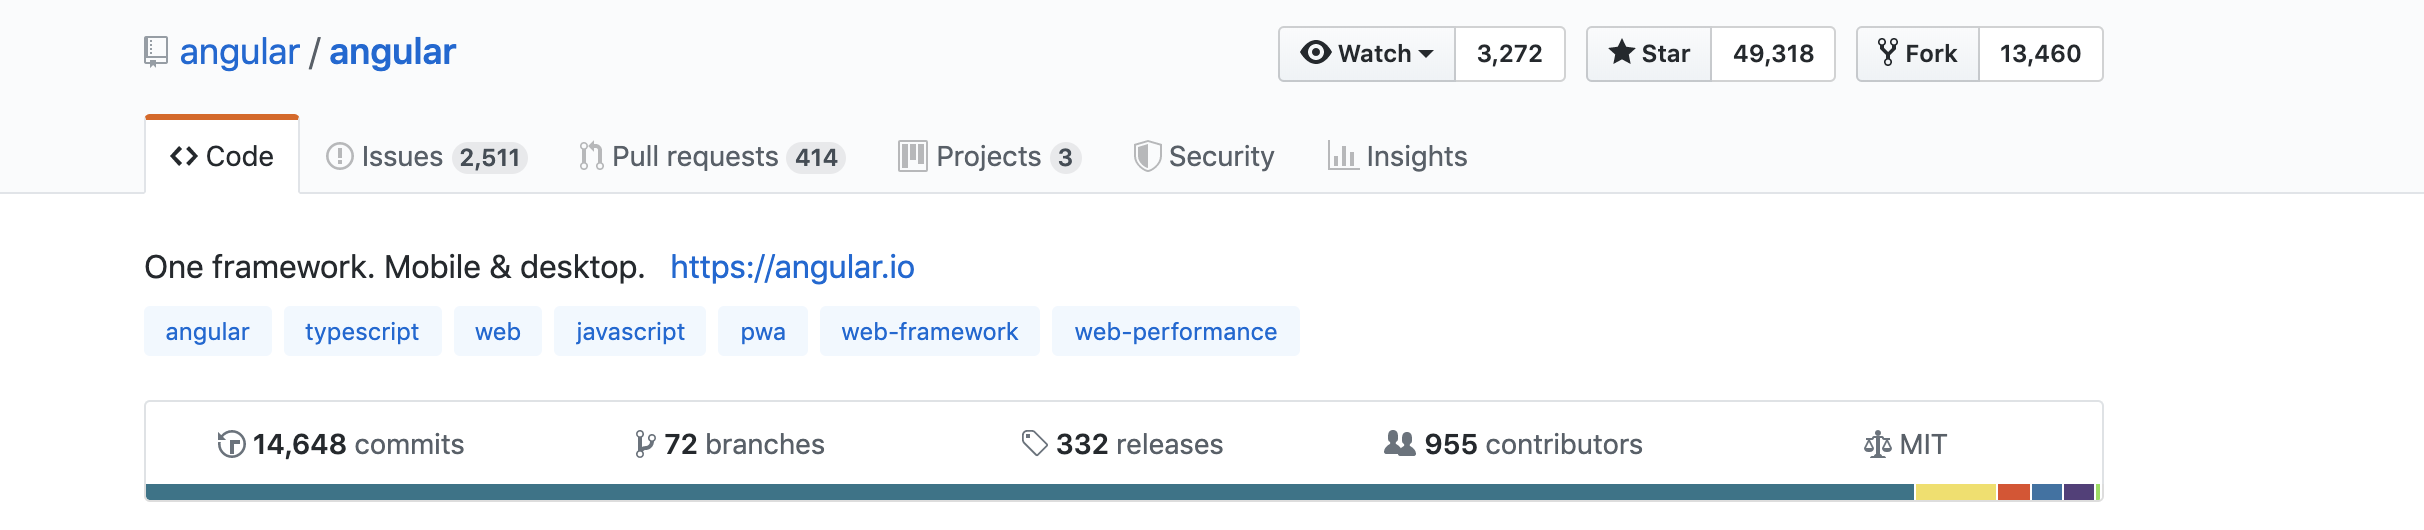 angular / angular Watch 3,272 Star 49,318 Fork 13,460
Code Issues 2,511 Pull requests 414 Projects 3 Security Insights
One framework. Mobile & desktop. https://angular.io
angular typescript web javascript pwa web-framework web-performance
14,648 commits 72 branches 332 releases 955 contributors MIT